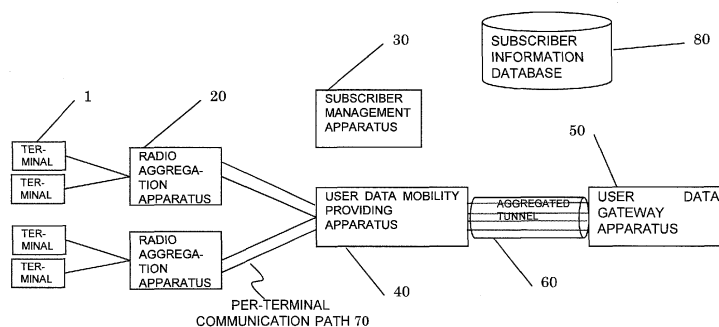 30
SUBSCRIBER
INFORMATION
DATABASE
80
1
20
SUBSCRIBER
MANAGEMENT
APPARATUS
50
TER-
MINAL
TER-
MINAL
RADIO
AGGREGA-
TION
APPARATUS
USER DATA MOBILITY
PROVIDING
APPARATUS
AGGREGATED
TUNNEL
USER DATA
GATEWAY
APPARATUS
TER-
MINAL
TER-
MINAL
RADIO
AGGREGA-
TION
APPARATUS
40
60
PER-TERMINAL
COMMUNICATION PATH 70